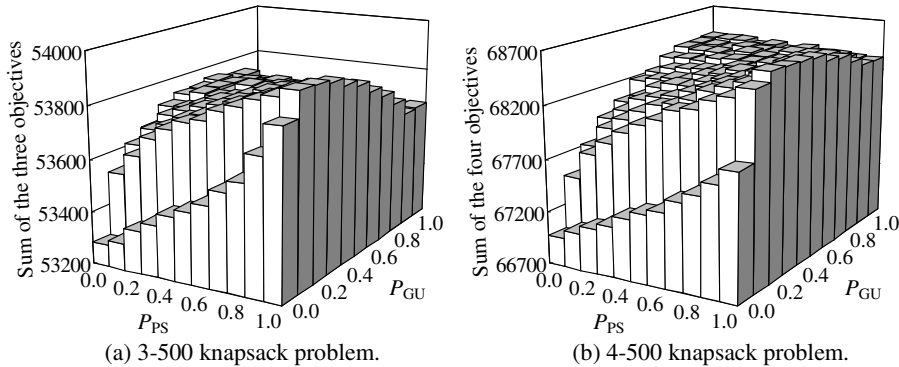 Sum of the three objectives
54000
53800
53600
53400
53200
0.0 0.2 0.4 0.6 0.8 1.0
P_PS
0.0 0.2 0.4 0.6 0.8 1.0
P_GU
(a) 3-500 knapsack problem.
Sum of the four objectives
68700
68200
67700
67200
66700
0.0 0.2 0.4 0.6 0.8 1.0
P_PS
0.0 0.2 0.4 0.6 0.8 1.0
P_GU
(b) 4-500 knapsack problem.